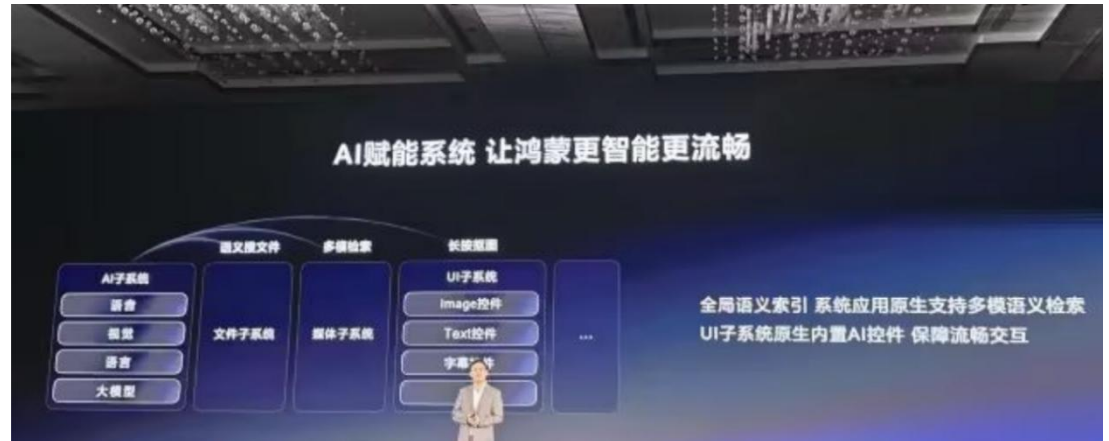 AI赋能系统 让鸿蒙更智能更流畅
语义搜文件 多模检索 长按抠图
AI子系统
语音
视觉
语言
大模型
文件子系统
媒体子系统
UI子系统
Image控件
Text控件
字幕控件
...
全局语义索引 系统应用原生支持多模语义检索
UI子系统原生内置AI控件 保障流畅交互